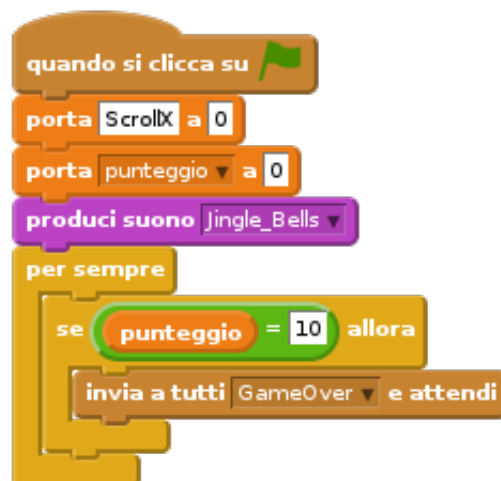 quando si clicca su
porta ScrollX a 0
porta punteggio a 0
produci suono Jingle_Bells
per sempre
se punteggio = 10 allora
invia a tutti GameOver e attendi